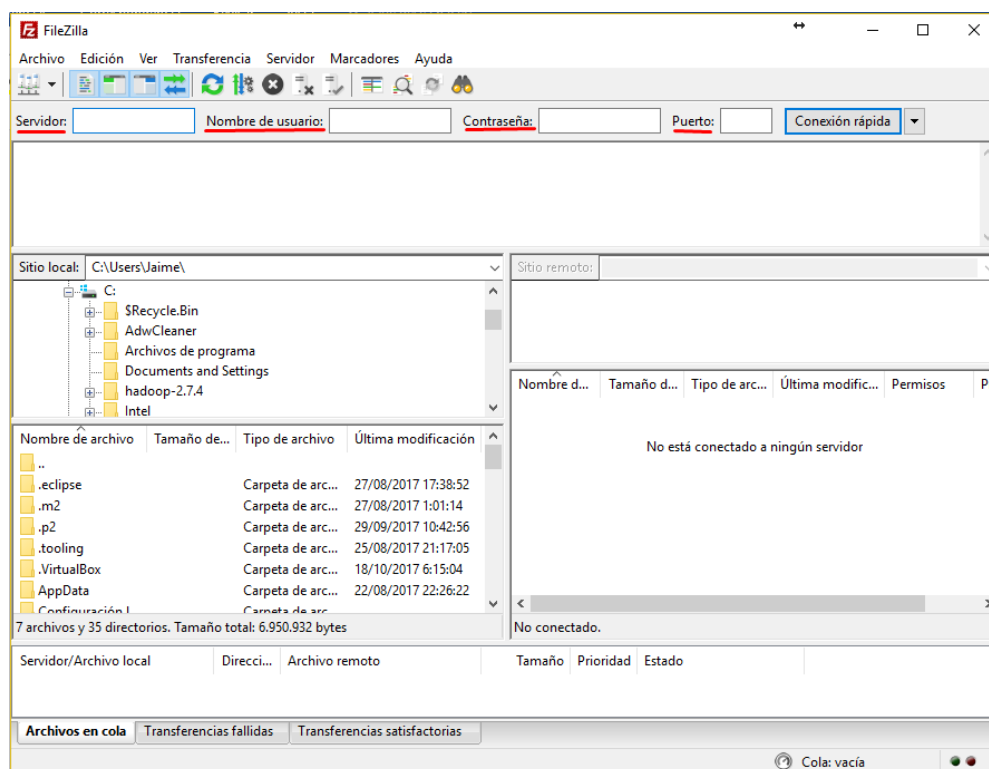 FileZilla
Archivo Edición Ver Transferencia Servidor Marcadores Ayuda
Servidor: Nombre de usuario: Contraseña: Puerto: Conexión rápida
Sitio local: C:\Users\Jaime\
Sitio remoto:
C:
$Recycle.Bin
AdwCleaner
Archivos de programa
Documents and Settings
hadoop-2.7.4
Intel
Nombre de archivo Tamaño de... Tipo de archivo Última modificación
..
.eclipse Carpeta de arc... 27/08/2017 17:38:52
.m2 Carpeta de arc... 27/08/2017 1:01:14
.p2 Carpeta de arc... 29/09/2017 10:42:56
.tooling Carpeta de arc... 25/08/2017 21:17:05
.VirtualBox Carpeta de arc... 18/10/2017 6:15:04
AppData Carpeta de arc... 22/08/2017 22:26:22
Configuración l Carpeta de arc
7 archivos y 35 directorios. Tamaño total: 6.950.932 bytes
Nombre d... Tamaño d... Tipo de arc... Última modific... Permisos P
No está conectado a ningún servidor
No conectado.
Servidor/Archivo local Direcci... Archivo remoto Tamaño Prioridad Estado
Archivos en cola Transferencias fallidas Transferencias satisfactorias
Cola: vacía